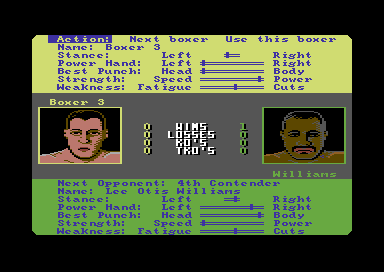 Action: Next boxer Use this boxer
Name: Boxer 3
Stance: Left Right
Power Hand: Left Right
Best Punch: Head Body
Strength: Speed Power
Weakness: Fatigue Cuts
Boxer 3
0 WINS 1
0 LOSSES 0
0 KO'S 0
0 TKO'S 0
Williams
Next Opponent: 4th Contender
Name: Lee Otis Williams
Stance: Left Right
Power Hand: Left Right
Best Punch: Head Body
Strength: Speed Power
Weakness: Fatigue Cuts